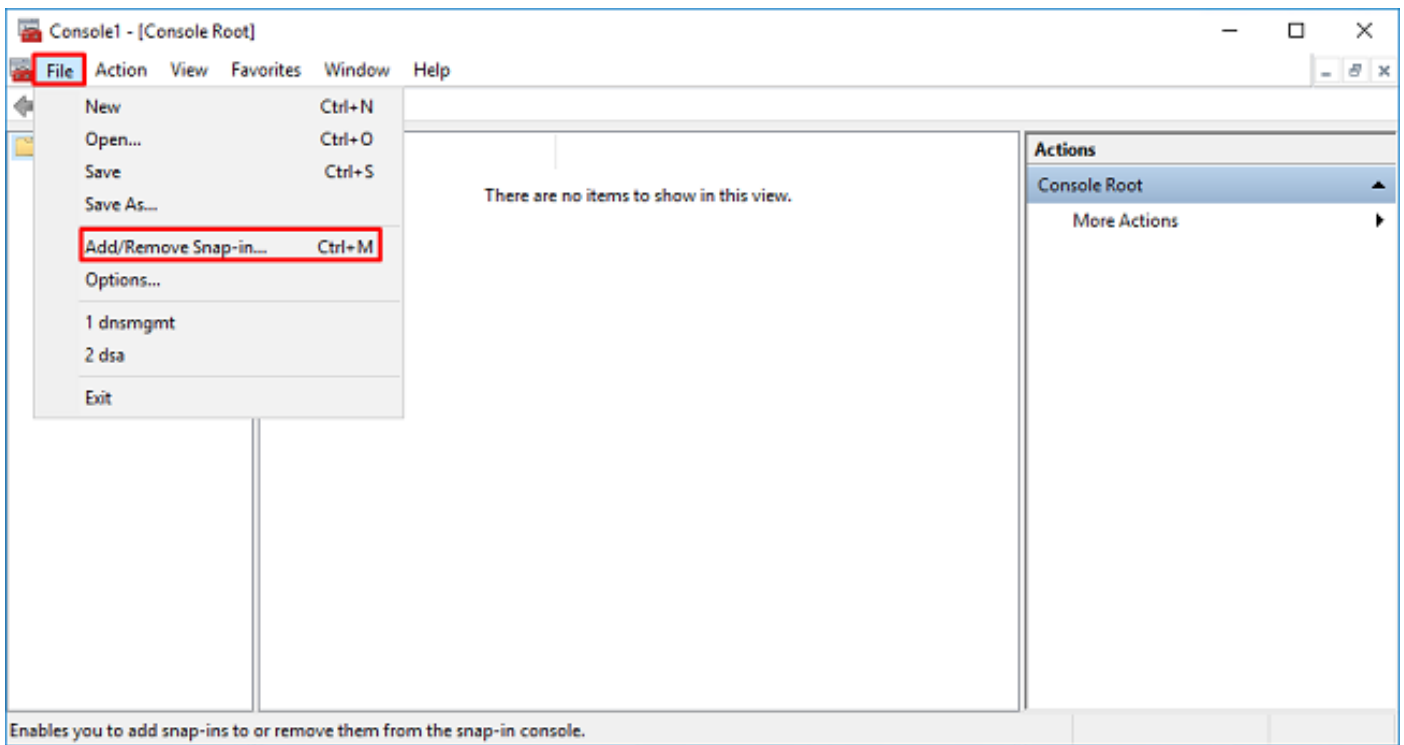 Console1 - [Console Root]
File Action View Favorites Window Help
New Ctrl+N
Open... Ctrl+O
Save Ctrl+S
Save As...
Add/Remove Snap-in... Ctrl+M
Options...
1 dnsmgmt
2 dsa
Exit
There are no items to show in this view.
Actions
Console Root
More Actions
Enables you to add snap-ins to or remove them from the snap-in console.